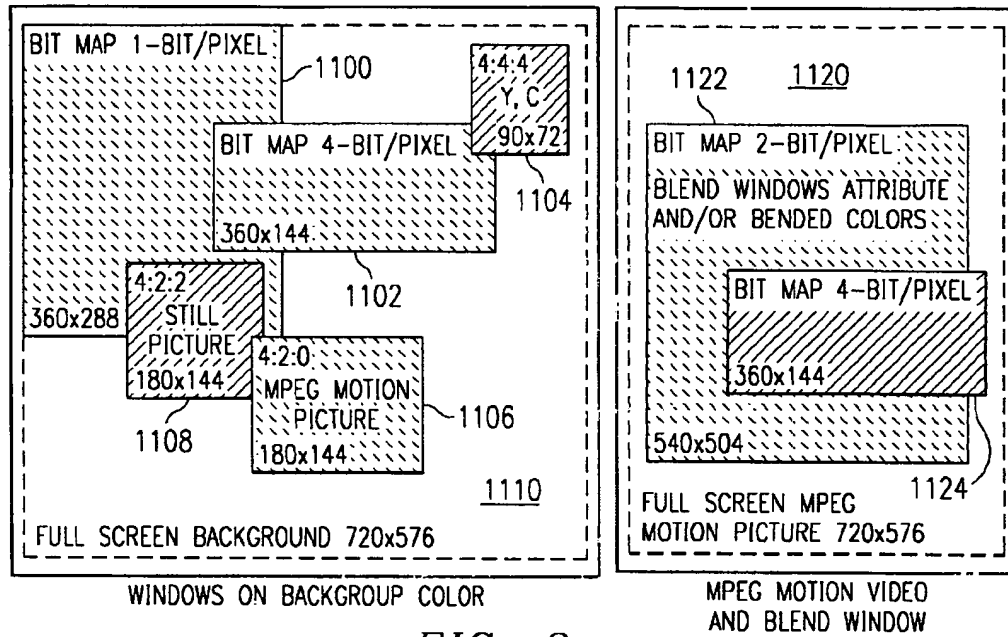 BIT MAP 1-BIT/PIXEL
1100
4:4:4
Y, C
90x72
1104
BIT MAP 4-BIT/PIXEL
360x144
1102
4:2:2
360x288
STILL
PICTURE
180x144
1108
4:2:0
MPEG MOTION
PICTURE
180x144
1106
1110
FULL SCREEN BACKGROUND 720x576
WINDOWS ON BACKGROUP COLOR
1120
1122
BIT MAP 2-BIT/PIXEL
BLEND WINDOWS ATTRIBUTE
AND/OR BENDED COLORS
BIT MAP 4-BIT/PIXEL
360x144
540x504
1124
FULL SCREEN MPEG
MOTION PICTURE 720x576
MPEG MOTION VIDEO
AND BLEND WINDOW